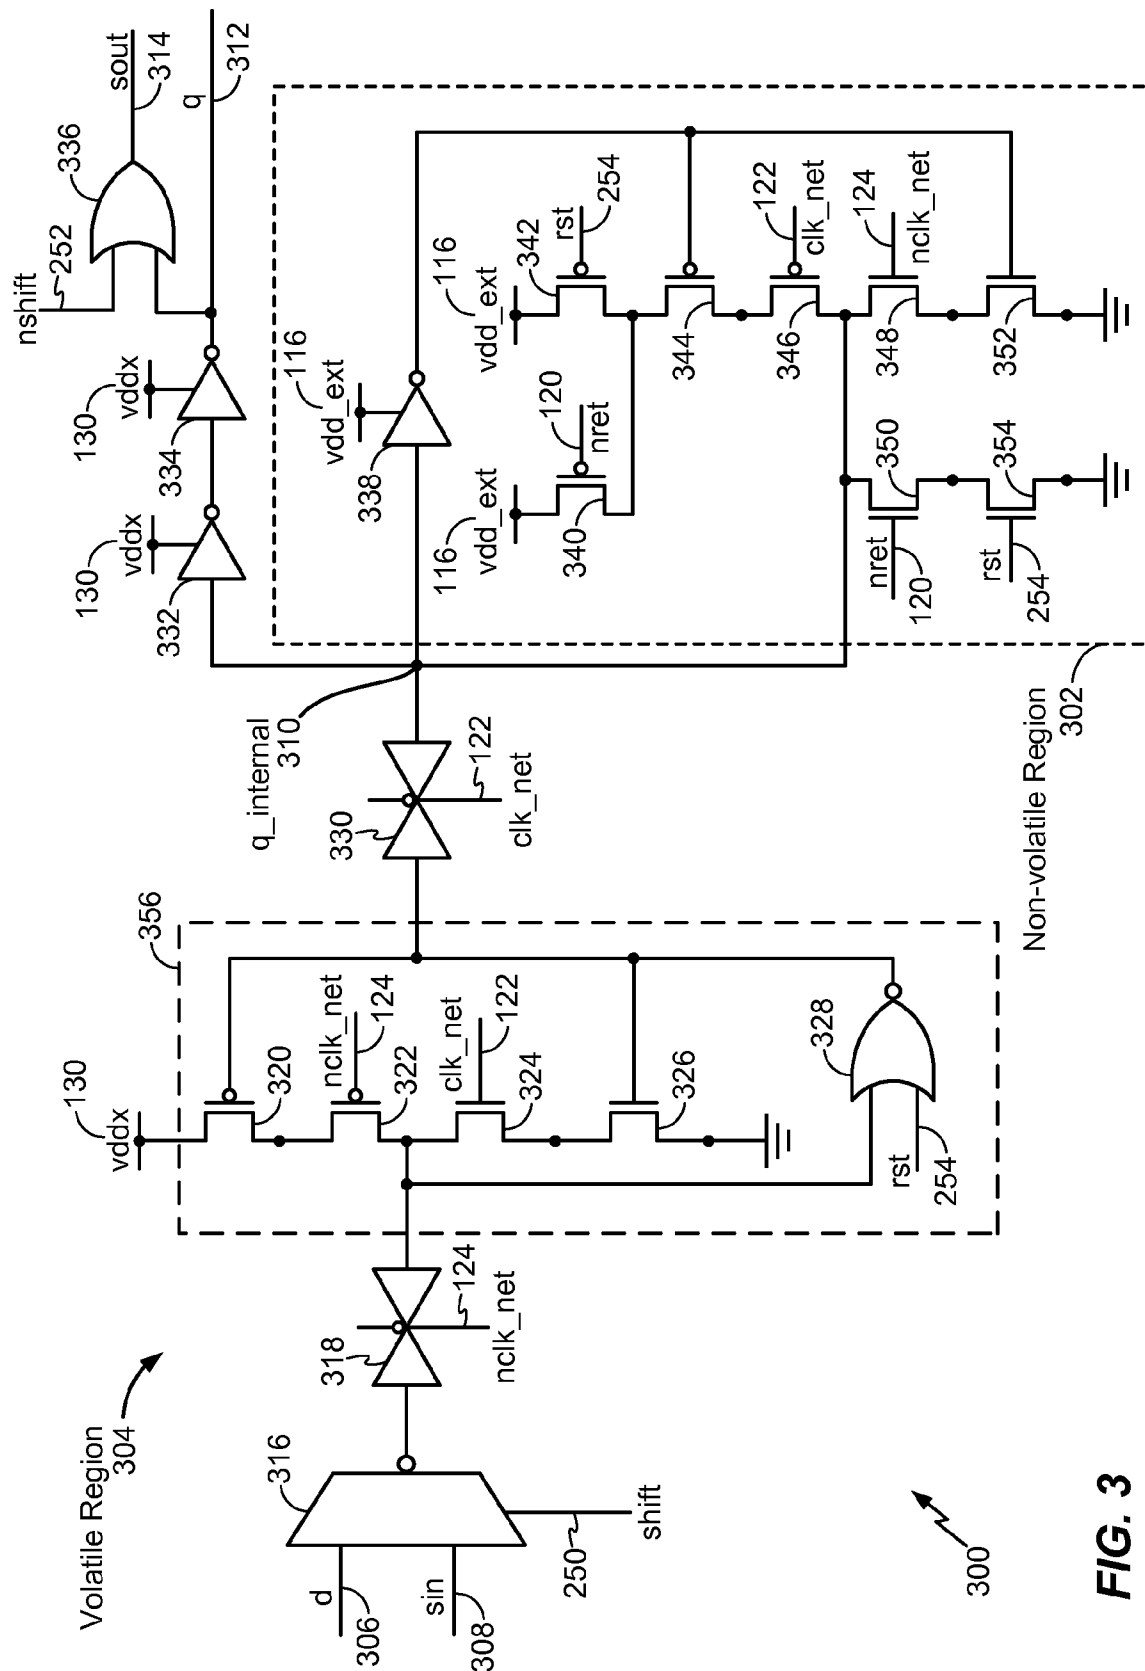 Volatile Region
304
d
306
sin
308
316
250
shift
318
124
nclk_net
356
130
vddx
320
nclk_net
124
322
clk_net
122
324
326
328
rst
254
330
122
clk_net
q_internal
310
130
vddx
332
130
vddx
334
nshift
252
336
sout
314
q
312
116
vdd_ext
338
116
vdd_ext
340
120
nret
116
vdd_ext
342
rst
254
344
122
clk_net
346
124
nclk_net
348
352
350
nret
120
354
rst
254
Non-volatile Region
302
300
FIG. 3